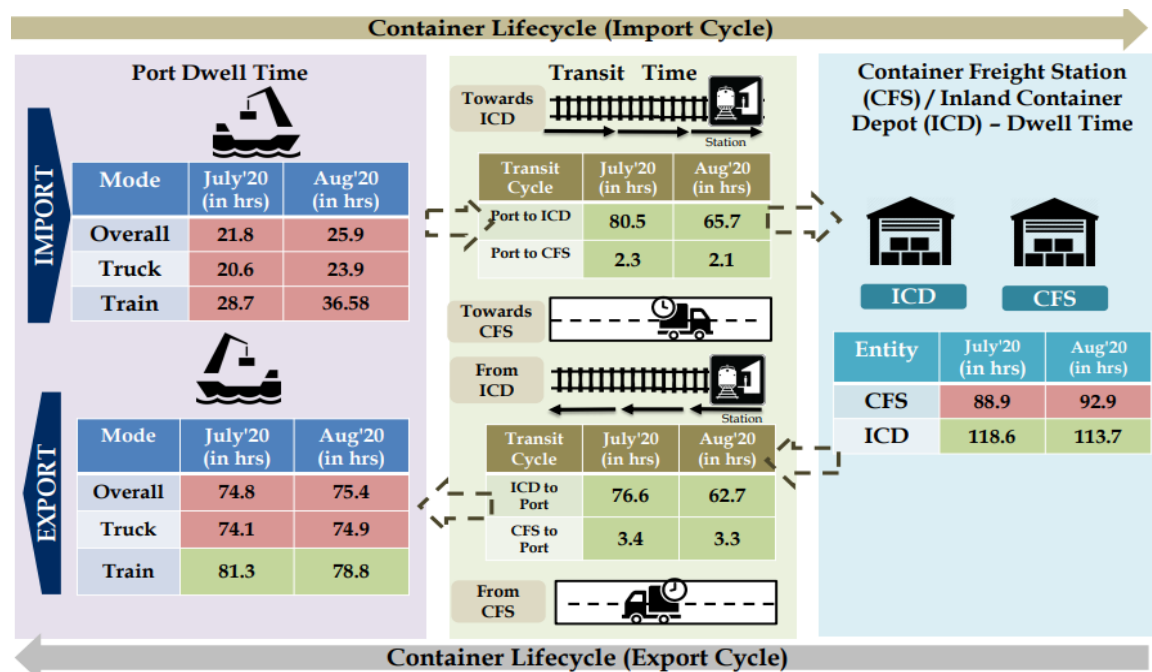 Container Lifecycle (Import Cycle)
Port Dwell Time
IMPORT
Mode July'20 (in hrs) Aug'20 (in hrs)
Overall 21.8 25.9
Truck 20.6 23.9
Train 28.7 36.58
EXPORT
Mode July'20 (in hrs) Aug'20 (in hrs)
Overall 74.8 75.4
Truck 74.1 74.9
Train 81.3 78.8
Transit Time
Towards
ICD
Station
Transit Cycle July'20 (in hrs) Aug'20 (in hrs)
Port to ICD 80.5 65.7
Port to CFS 2.3 2.1
Towards
CFS
From
ICD
Station
Transit Cycle July'20 (in hrs) Aug'20 (in hrs)
ICD to Port 76.6 62.7
CFS to Port 3.4 3.3
From
CFS
Container Freight Station
(CFS) / Inland Container
Depot (ICD) – Dwell Time
ICD
CFS
Entity July'20 (in hrs) Aug'20 (in hrs)
CFS 88.9 92.9
ICD 118.6 113.7
Container Lifecycle (Export Cycle)